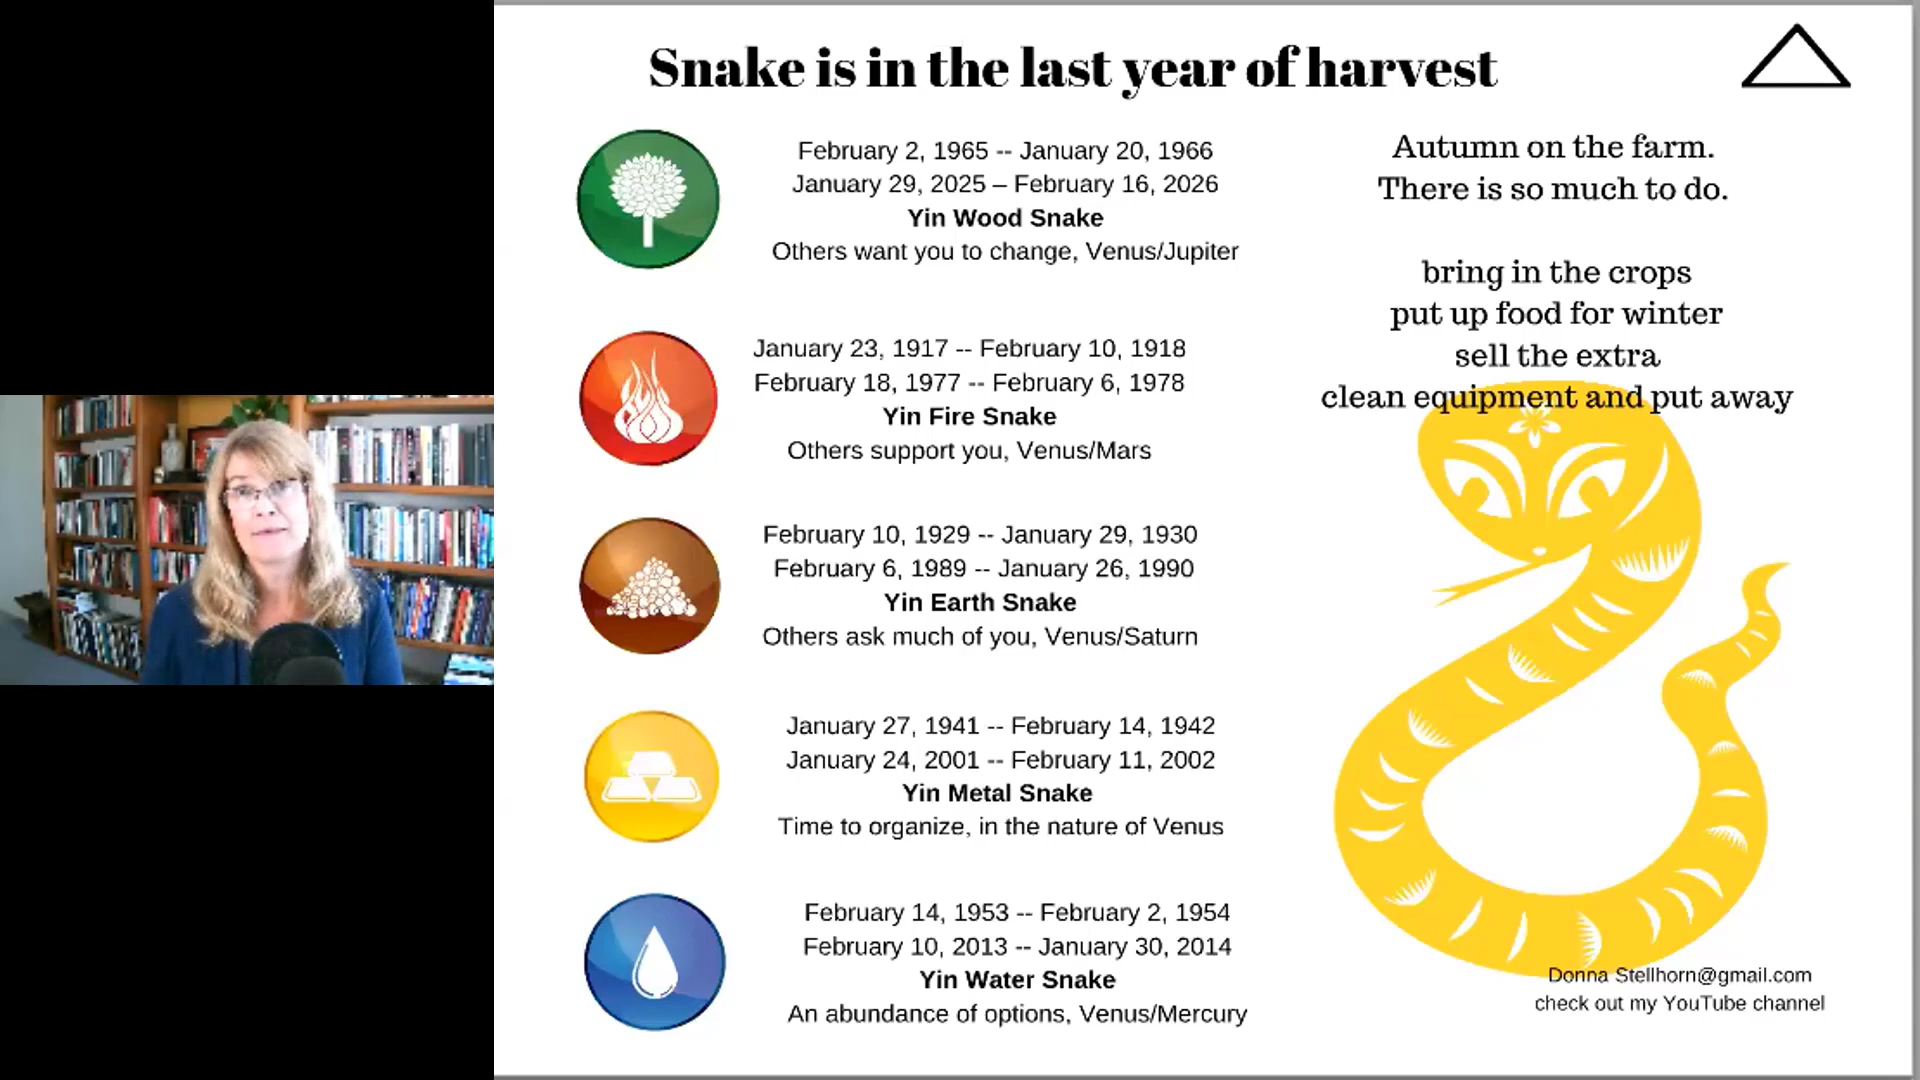 Snake is in the last year of harvest
February 2, 1965 -- January 20, 1966
January 29, 2025 – February 16, 2026
Yin Wood Snake
Others want you to change, Venus/Jupiter
January 23, 1917 -- February 10, 1918
February 18, 1977 -- February 6, 1978
Yin Fire Snake
Others support you, Venus/Mars
February 10, 1929 -- January 29, 1930
February 6, 1989 -- January 26, 1990
Yin Earth Snake
Others ask much of you, Venus/Saturn
January 27, 1941 -- February 14, 1942
January 24, 2001 -- February 11, 2002
Yin Metal Snake
Time to organize, in the nature of Venus
February 14, 1953 -- February 2, 1954
February 10, 2013 -- January 30, 2014
Yin Water Snake
An abundance of options, Venus/Mercury
Autumn on the farm.
There is so much to do.
bring in the crops
put up food for winter
sell the extra
clean equipment and put away
Donna Stellhorn@gmail.com
check out my YouTube channel